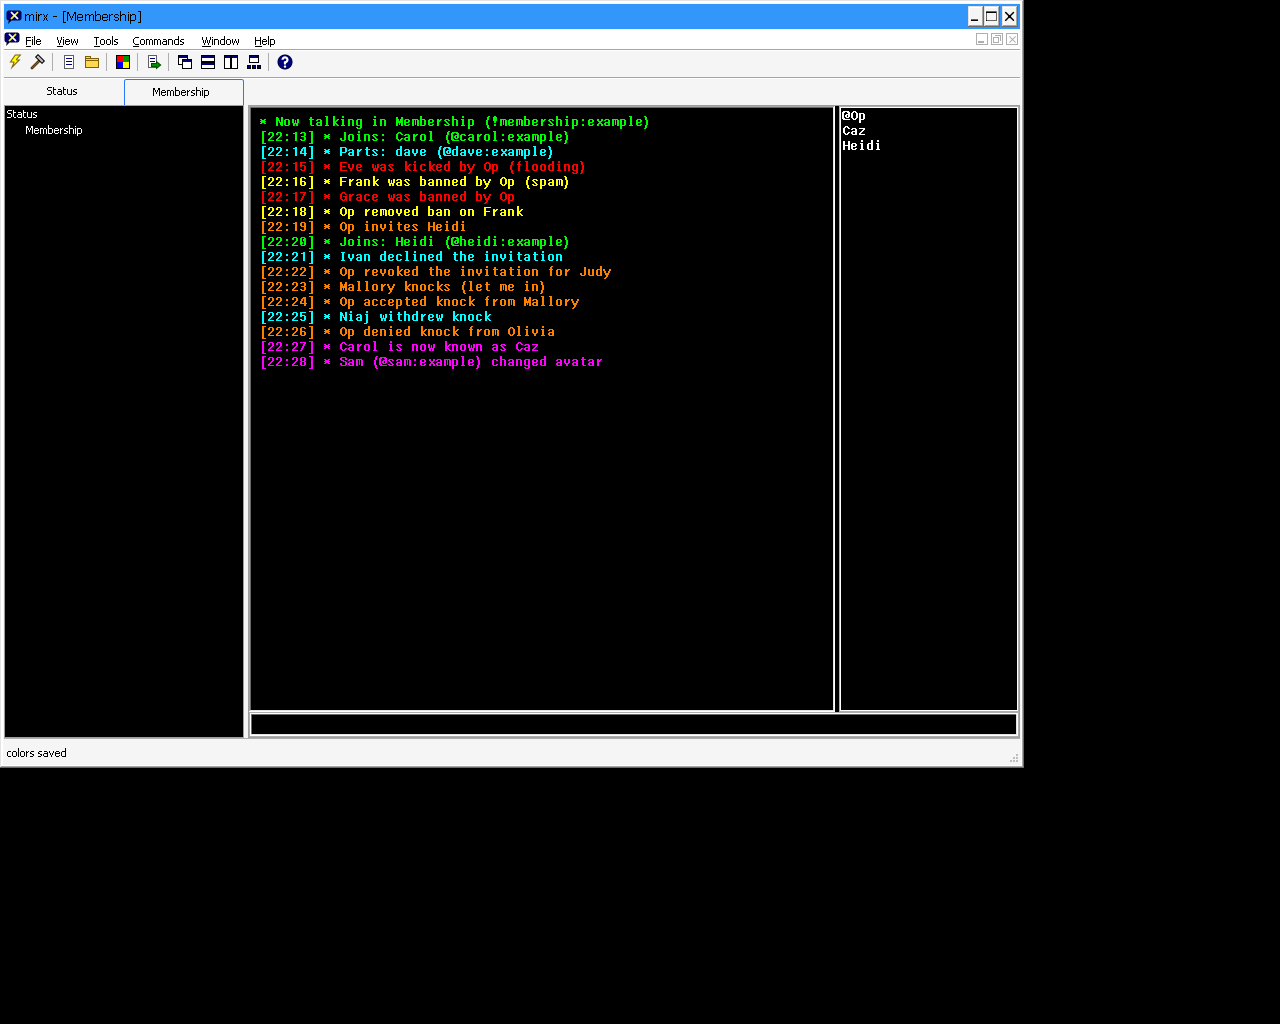 mirx - [Membership]
File View Tools Commands Window Help
Status Membership
Status
Membership
* Now talking in Membership (!membership:example)
[22:13] * Joins: Carol (@carol:example)
[22:14] * Parts: dave (@dave:example)
[22:15] * Eve was kicked by Op (flooding)
[22:16] * Frank was banned by Op (spam)
[22:17] * Grace was banned by Op
[22:18] * Op removed ban on Frank
[22:19] * Op invites Heidi
[22:20] * Joins: Heidi (@heidi:example)
[22:21] * Ivan declined the invitation
[22:22] * Op revoked the invitation for Judy
[22:23] * Mallory knocks (let me in)
[22:24] * Op accepted knock from Mallory
[22:25] * Niaj withdrew knock
[22:26] * Op denied knock from Olivia
[22:27] * Carol is now known as Caz
[22:28] * Sam (@sam:example) changed avatar
@Op
Caz
Heidi
colors saved